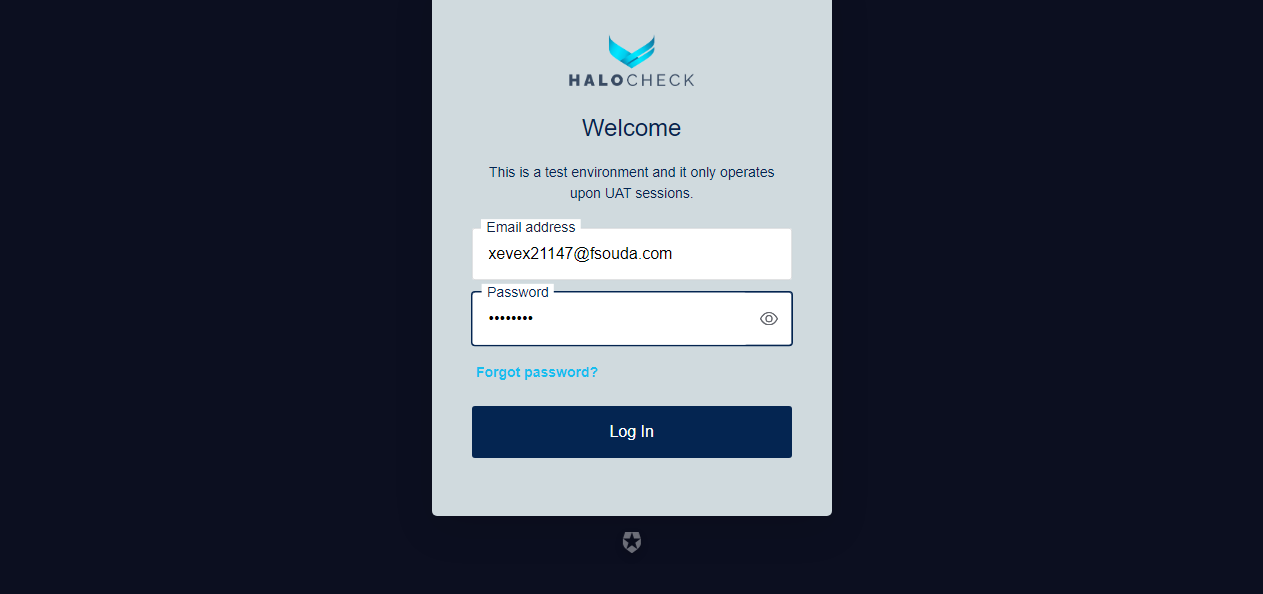 HALOCHECK
Welcome
This is a test environment and it only operates
upon UAT sessions.
Email address
xevex21147@fsouda.com
Password
••••••••
Forgot password?
Log In